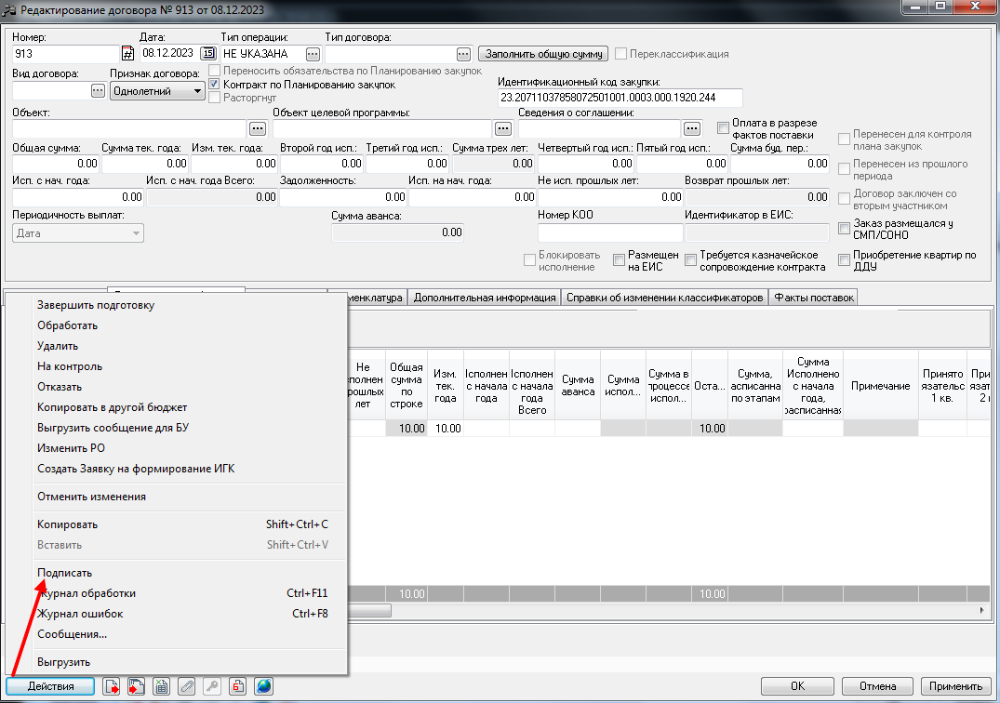 Редактирование договора № 913 от 08.12.2023
Номер: Дата: Тип операции: Тип договора:
913 08.12.2023 15 НЕ УКАЗАНА ... ... Заполнить общую сумму Переклассификация
Вид договора: Признак договора: Переносить обязательства по Планированию закупок
... Однолетний Контракт по Планированию закупок Идентификационный код закупки:
Расторгнут 23.20711037858072501001.0003.000.1920.244
Объект: Объект целевой программы: Сведения о соглашении: Оплата в разрезе
... ... ... фактов поставки
Перенесен для контроля
плана закупок
Общая сумма: Сумма тек. года: Изм. тек. года: Второй год исп.: Третий год исп.: Сумма трех лет: Четвертый год исп.: Пятый год исп.: Сумма буд. пер.:
0.00 0.00 0.00 0.00 0.00 0.00 0.00 0.00 0.00
Перенесен из прошлого
периода
Исп. с нач. года: Исп. с нач. года Всего: Задолженность: Исп. на нач. года: Не исп. прошлых лет: Возврат прошлых лет:
0.00 0.00 0.00 0.00 0.00 0.00
Договор заключен со
вторым участником
Периодичность выплат: Сумма аванса: Номер КОО Идентификатор в ЕИС:
Дата 0.00
Заказ размещался у
СМП/СОНО
Блокировать исполнение
Размещен на ЕИС
Требуется казначейское сопровождение контракта
Приобретение квартир по ДДУ
менклатура Дополнительная информация Справки об изменении классификаторов Факты поставок
Не
сполнен
рошлых
лет
Общая
сумма
по
строке
Изм.
тек.
года
Ісполнен
с начала
года
Ісполнен
с начала
года
Всего
Сумма
аванса
Сумма
испол...
Сумма в
процессе
испол...
Оста...
Сумма,
асписанна
по этапам
Сумма
Исполнено
с начала
года,
расписанная
Примечание
Принято
язательс
1 кв.
При
язат
2
10.00 10.00 10.00
10.00 10.00
Завершить подготовку
Обработать
Удалить
На контроль
Отказать
Копировать в другой бюджет
Выгрузить сообщение для БУ
Изменить РО
Создать Заявку на формирование ИГК
Отменить изменения
Копировать Shift+Ctrl+C
Вставить Shift+Ctrl+V
Подписать
Журнал обработки Ctrl+F11
Журнал ошибок Ctrl+F8
Сообщения...
Выгрузить
Действия OK Отмена Применить